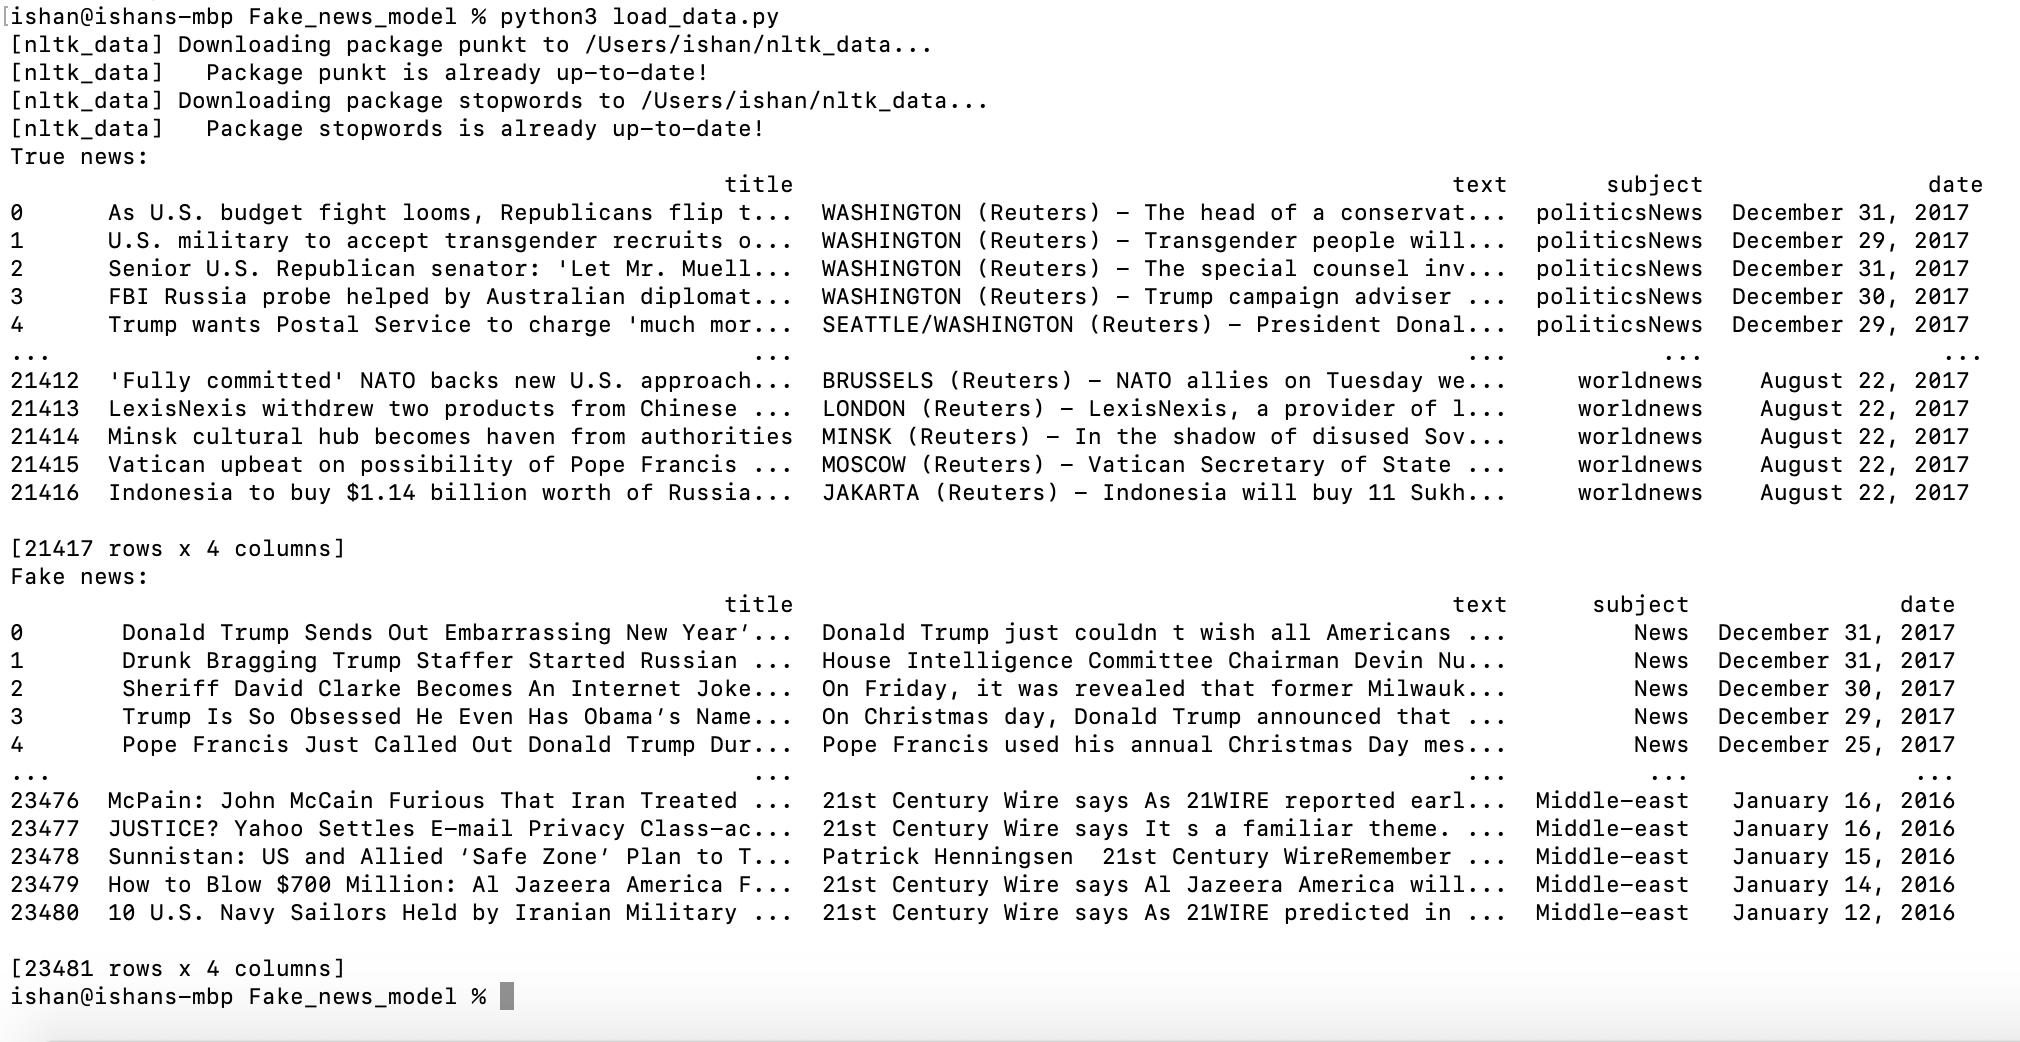 [ishan@ishans-mbp Fake_news_model % python3 load_data.py
[nltk_data] Downloading package punkt to /Users/ishan/nltk_data...
[nltk_data]   Package punkt is already up-to-date!
[nltk_data] Downloading package stopwords to /Users/ishan/nltk_data...
[nltk_data]   Package stopwords is already up-to-date!
True news:
title text subject date
0 As U.S. budget fight looms, Republicans flip t... WASHINGTON (Reuters) – The head of a conservat... politicsNews December 31, 2017
1 U.S. military to accept transgender recruits o... WASHINGTON (Reuters) – Transgender people will... politicsNews December 29, 2017
2 Senior U.S. Republican senator: 'Let Mr. Muell... WASHINGTON (Reuters) – The special counsel inv... politicsNews December 31, 2017
3 FBI Russia probe helped by Australian diplomat... WASHINGTON (Reuters) – Trump campaign adviser ... politicsNews December 30, 2017
4 Trump wants Postal Service to charge 'much mor... SEATTLE/WASHINGTON (Reuters) – President Donal... politicsNews December 29, 2017
... ... ... ... ...
21412 'Fully committed' NATO backs new U.S. approach... BRUSSELS (Reuters) – NATO allies on Tuesday we... worldnews August 22, 2017
21413 LexisNexis withdrew two products from Chinese ... LONDON (Reuters) – LexisNexis, a provider of l... worldnews August 22, 2017
21414 Minsk cultural hub becomes haven from authorities MINSK (Reuters) – In the shadow of disused Sov... worldnews August 22, 2017
21415 Vatican upbeat on possibility of Pope Francis ... MOSCOW (Reuters) – Vatican Secretary of State ... worldnews August 22, 2017
21416 Indonesia to buy $1.14 billion worth of Russia... JAKARTA (Reuters) – Indonesia will buy 11 Sukh... worldnews August 22, 2017
[21417 rows x 4 columns]
Fake news:
title text subject date
0 Donald Trump Sends Out Embarrassing New Year’... Donald Trump just couldn t wish all Americans ... News December 31, 2017
1 Drunk Bragging Trump Staffer Started Russian ... House Intelligence Committee Chairman Devin Nu... News December 31, 2017
2 Sheriff David Clarke Becomes An Internet Joke... On Friday, it was revealed that former Milwauk... News December 30, 2017
3 Trump Is So Obsessed He Even Has Obama’s Name... On Christmas day, Donald Trump announced that ... News December 29, 2017
4 Pope Francis Just Called Out Donald Trump Dur... Pope Francis used his annual Christmas Day mes... News December 25, 2017
... ... ... ... ...
23476 McPain: John McCain Furious That Iran Treated ... 21st Century Wire says As 21WIRE reported earl... Middle-east January 16, 2016
23477 JUSTICE? Yahoo Settles E-mail Privacy Class-ac... 21st Century Wire says It s a familiar theme. ... Middle-east January 16, 2016
23478 Sunnistan: US and Allied ‘Safe Zone’ Plan to T... Patrick Henningsen  21st Century WireRemember ... Middle-east January 15, 2016
23479 How to Blow $700 Million: Al Jazeera America F... 21st Century Wire says Al Jazeera America will... Middle-east January 14, 2016
23480 10 U.S. Navy Sailors Held by Iranian Military ... 21st Century Wire says As 21WIRE predicted in ... Middle-east January 12, 2016
[23481 rows x 4 columns]
ishan@ishans-mbp Fake_news_model %